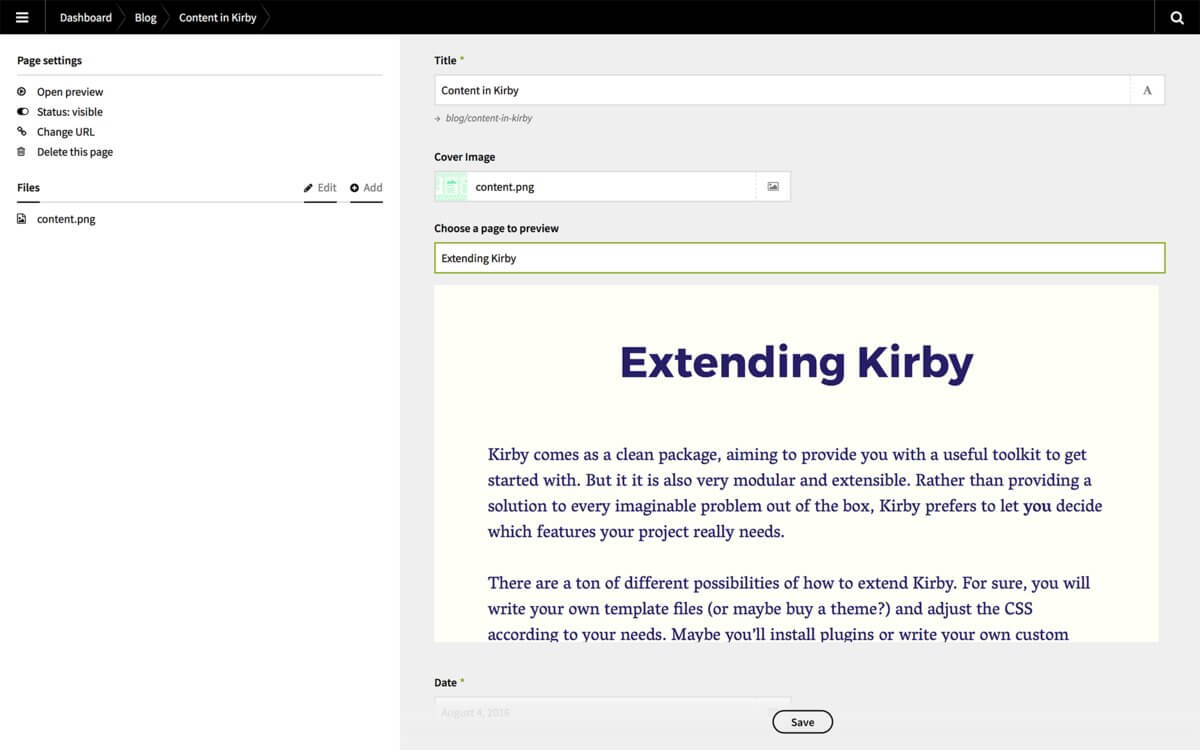 Dashboard Blog Content in Kirby
Page settings
Open preview
Status: visible
Change URL
Delete this page
Files Edit Add
content.png
Title *
Content in Kirby A
→ blog/content-in-kirby
Cover Image
content.png
Choose a page to preview
Extending Kirby
Extending Kirby
Kirby comes as a clean package, aiming to provide you with a useful toolkit to get
started with. But it it is also very modular and extensible. Rather than providing a
solution to every imaginable problem out of the box, Kirby prefers to let you decide
which features your project really needs.
There are a ton of different possibilities of how to extend Kirby. For sure, you will
write your own template files (or maybe buy a theme?) and adjust the CSS
according to your needs. Maybe you'll install plugins or write your own custom
Date *
August 4, 2016
Save